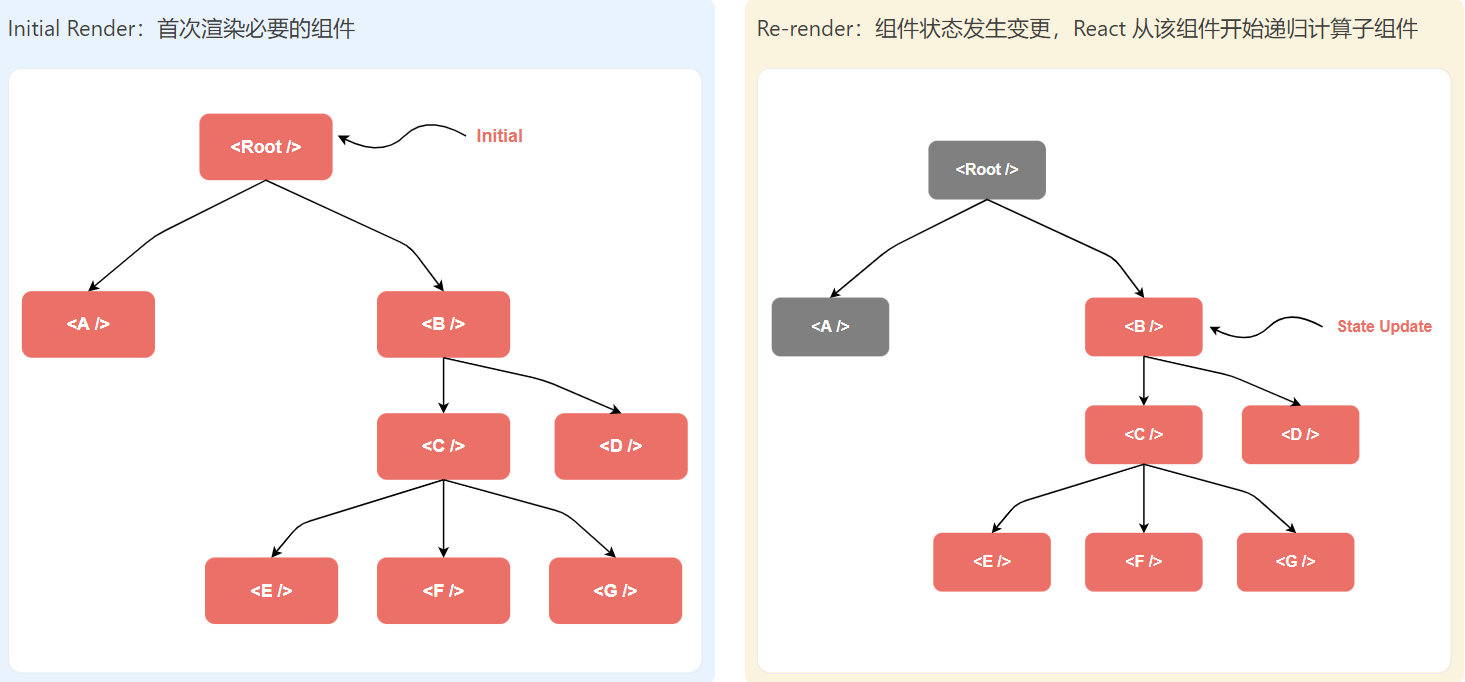 Initial Render：首次渲染必要的组件
<Root />
Initial
<A />
<B />
<C />
<D />
<E />
<F />
<G />
Re-render：组件状态发生变更，React 从该组件开始递归计算子组件
<Root />
<A />
<B />
State Update
<C />
<D />
<E />
<F />
<G />